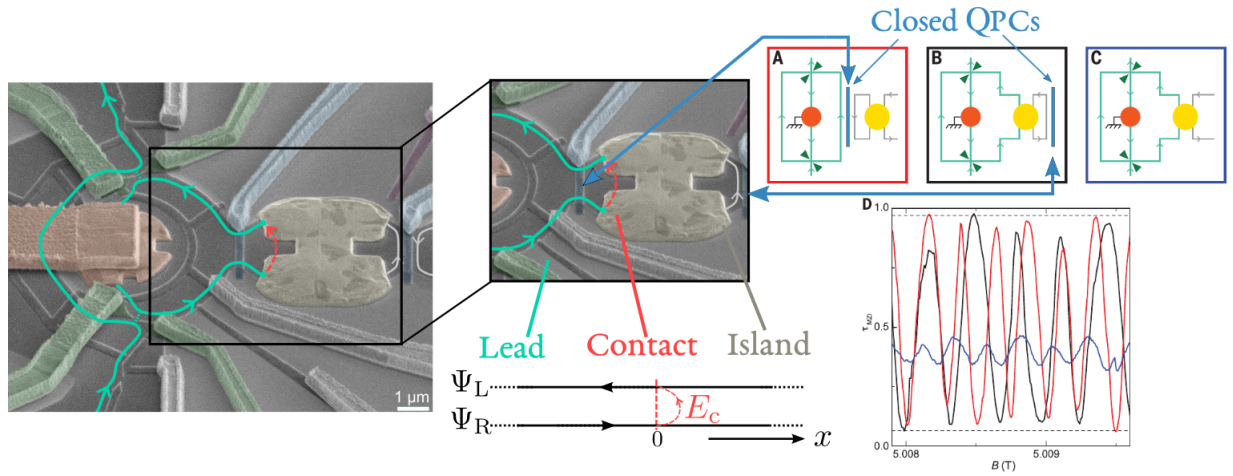 Closed QPCs
A
B
C
1 μm
Lead
Contact
Island
Ψ_L
Ψ_R
E_c
0
x
D
1.0
0.5
0.0
τ_MZI
5.008
5.009
B (T)